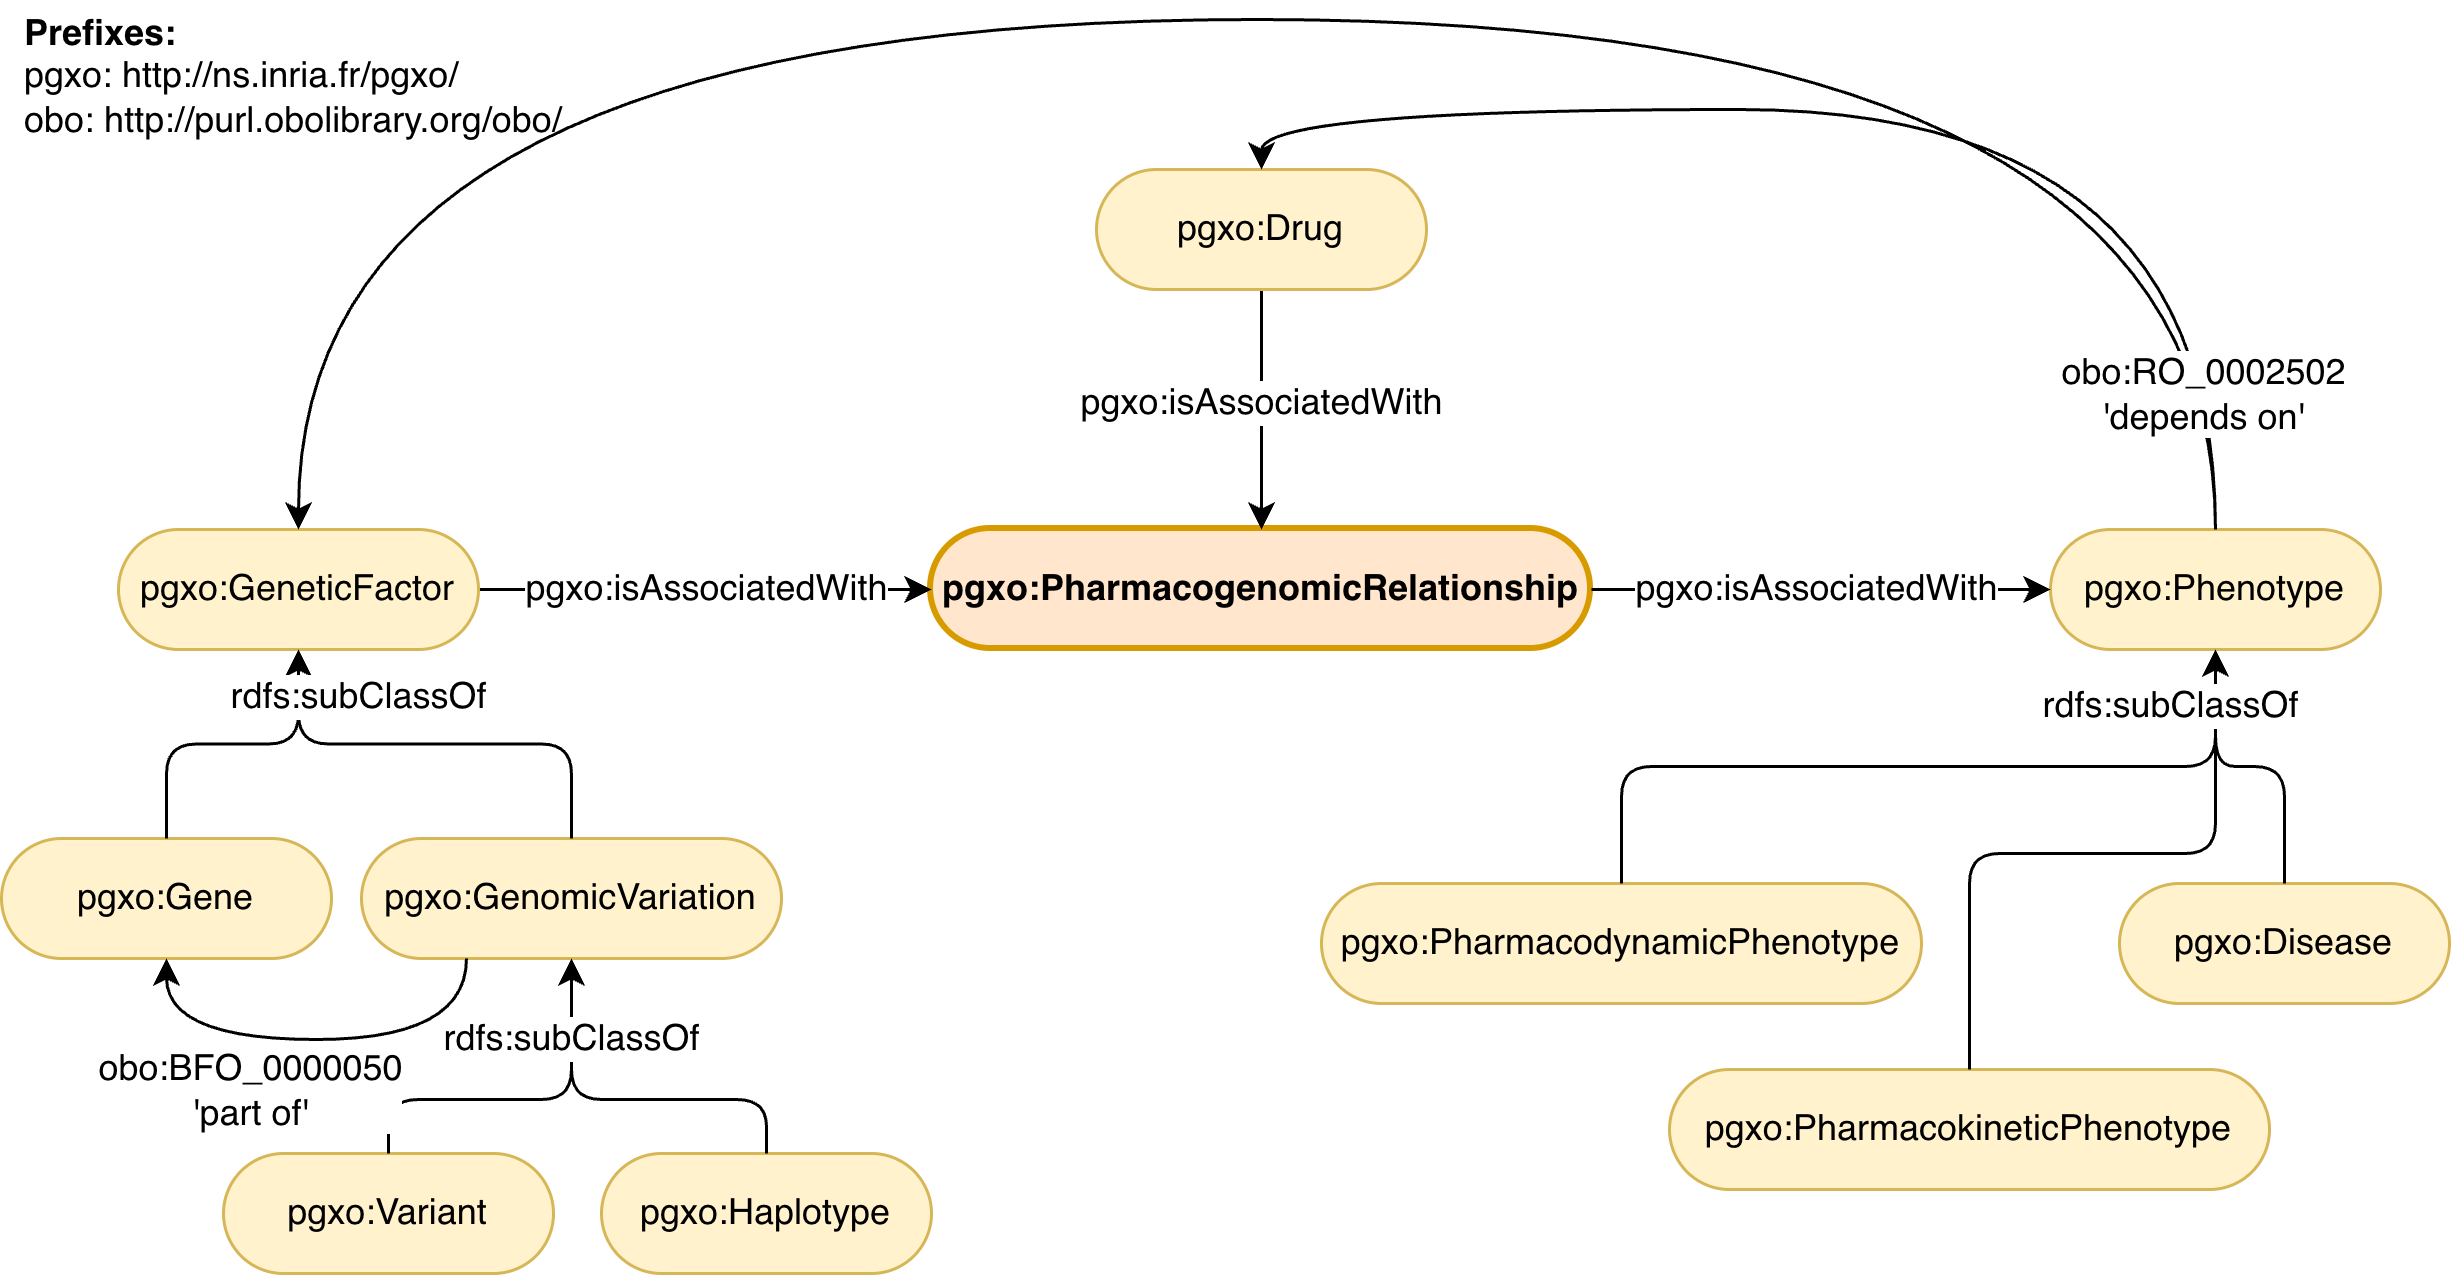 Prefixes:
pgxo: http://ns.inria.fr/pgxo/
obo: http://purl.obolibrary.org/obo/
pgxo:Drug
obo:RO_0002502
'depends on'
pgxo:isAssociatedWith
pgxo:GeneticFactor
pgxo:isAssociatedWith
pgxo:PharmacogenomicRelationship
pgxo:isAssociatedWith
pgxo:Phenotype
rdfs:subClassOf
rdfs:subClassOf
pgxo:Gene
pgxo:GenomicVariation
pgxo:PharmacodynamicPhenotype
pgxo:Disease
rdfs:subClassOf
obo:BFO_0000050
'part of'
pgxo:PharmacokineticPhenotype
pgxo:Variant
pgxo:Haplotype